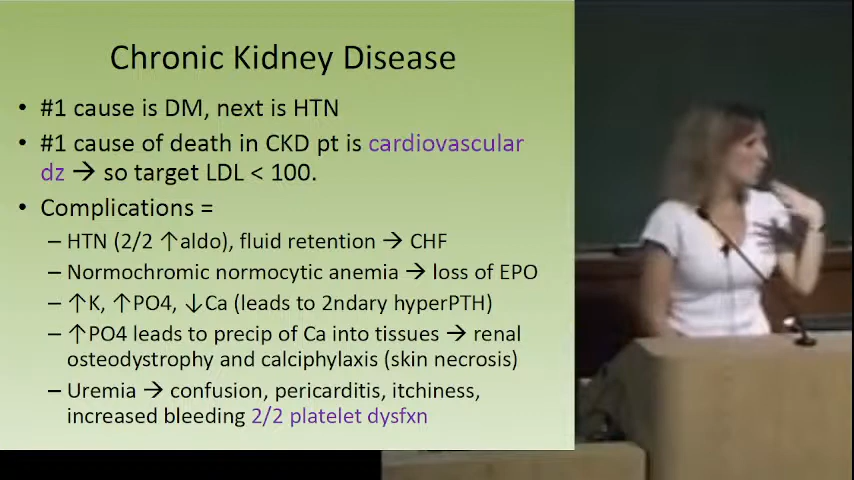 Chronic Kidney Disease
• #1 cause is DM, next is HTN
• #1 cause of death in CKD pt is cardiovascular
dz → so target LDL < 100.
• Complications =
– HTN (2/2 ↑aldo), fluid retention → CHF
– Normochromic normocytic anemia → loss of EPO
– ↑K, ↑PO4, ↓Ca (leads to 2ndary hyperPTH)
– ↑PO4 leads to precip of Ca into tissues → renal
osteodystrophy and calciphylaxis (skin necrosis)
– Uremia → confusion, pericarditis, itchiness,
increased bleeding 2/2 platelet dysfxn